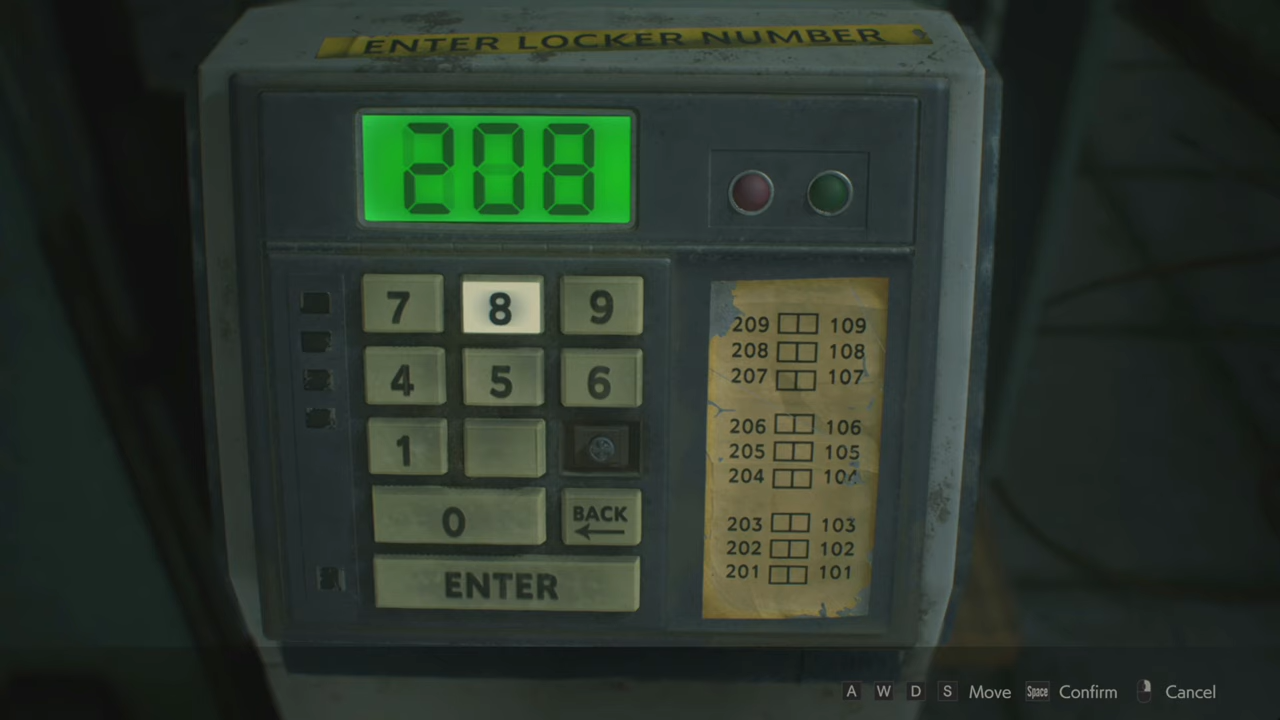 ENTER LOCKER NUMBER
208
7 8 9
4 5 6
1
0 BACK
ENTER
209 109
208 108
207 107
206 106
205 105
204 104
203 103
202 102
201 101
A W D S Move Space Confirm Cancel